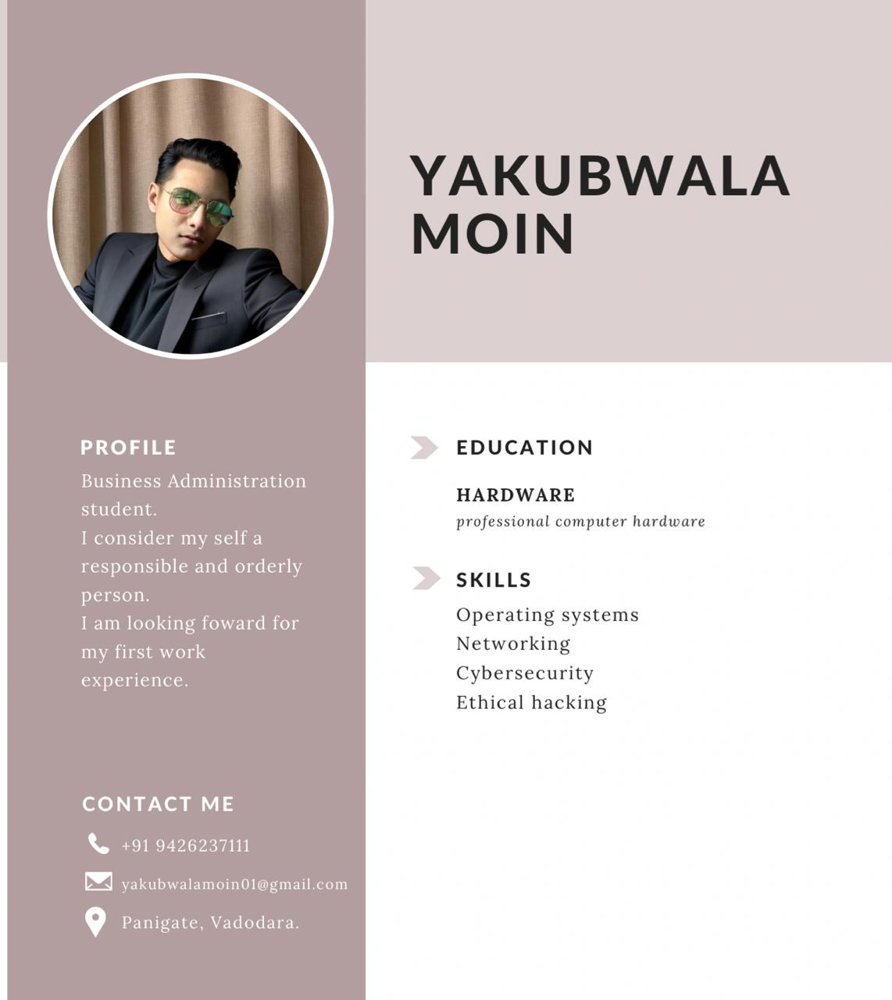 YAKUBWALA
MOIN
PROFILE
Business Administration
student.
I consider my self a
responsible and orderly
person.
I am looking foward for
my first work
experience.
CONTACT ME
+91 9426237111
yakubwalamoin01@gmail.com
Panigate, Vadodara.
EDUCATION
HARDWARE
professional computer hardware
SKILLS
Operating systems
Networking
Cybersecurity
Ethical hacking